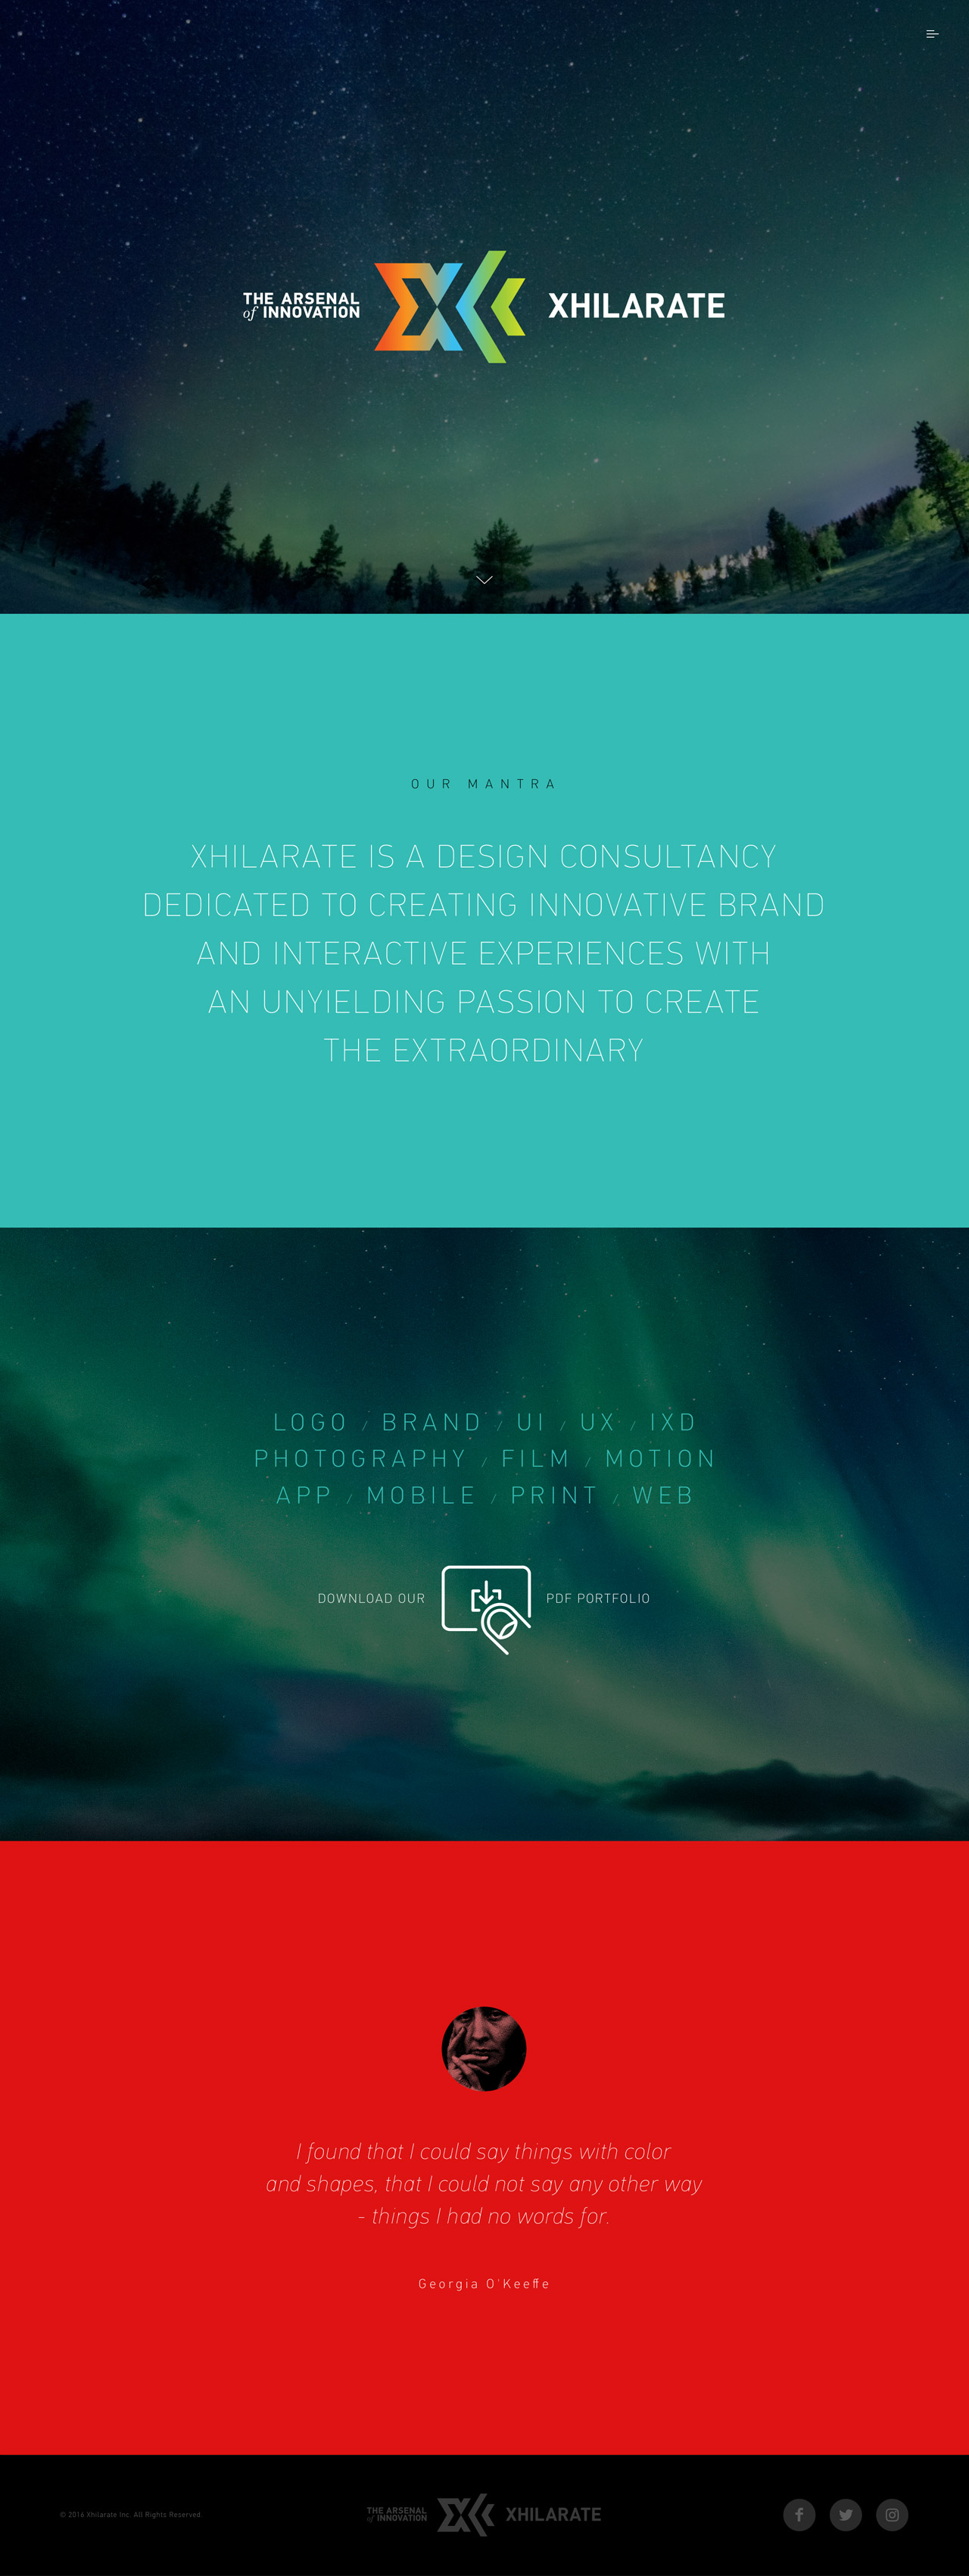 THE ARSENAL
of INNOVATION
XHILARATE
OUR MANTRA
XHILARATE IS A DESIGN CONSULTANCY
DEDICATED TO CREATING INNOVATIVE BRAND
AND INTERACTIVE EXPERIENCES WITH
AN UNYIELDING PASSION TO CREATE
THE EXTRAORDINARY
LOGO / BRAND / UI / UX / IXD
PHOTOGRAPHY / FILM / MOTION
APP / MOBILE / PRINT / WEB
DOWNLOAD OUR PDF PORTFOLIO
I found that I could say things with color
and shapes, that I could not say any other way
- things I had no words for.
Georgia O'Keeffe
© 2016 Xhilarate Inc. All Rights Reserved.
THE ARSENAL
of INNOVATION
XHILARATE